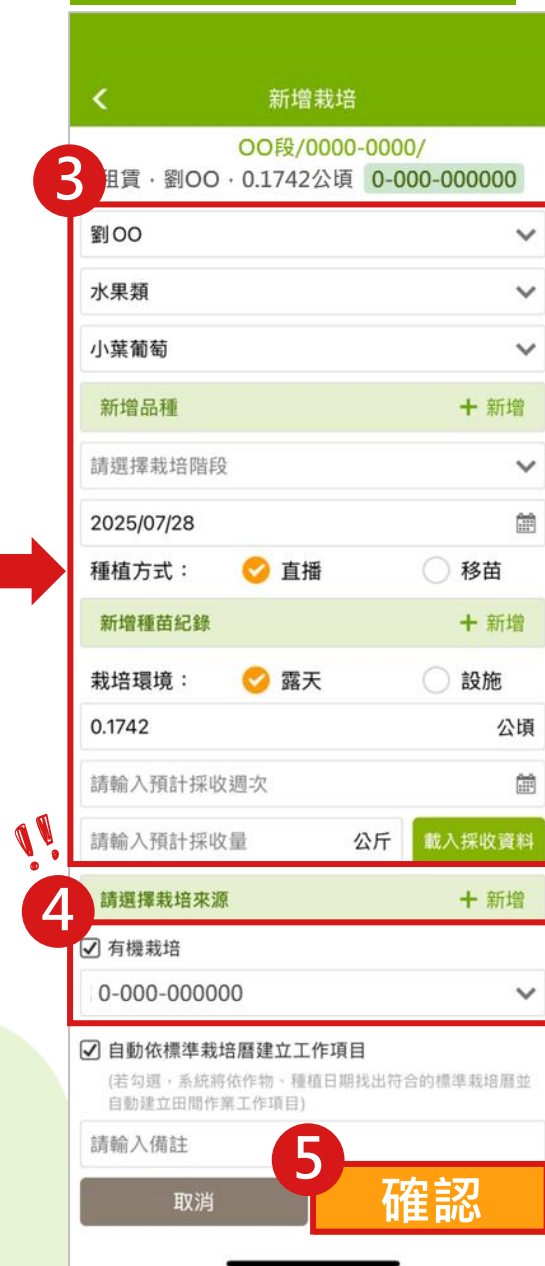 新增栽培
OO段/0000-0000/
3
租賃．劉OO．0.1742公頃 0-000-000000
劉OO
水果類
小葉葡萄
新增品種 + 新增
請選擇栽培階段
2025/07/28
種植方式： 直播 移苗
新增種苗紀錄 + 新增
栽培環境： 露天 設施
0.1742 公頃
請輸入預計採收週次
!!
請輸入預計採收量 公斤 載入採收資料
4
請選擇栽培來源 + 新增
有機栽培
0-000-000000
自動依標準栽培曆建立工作項目
(若勾選，系統將依作物、種植日期找出符合的標準栽培曆並
自動建立田間作業工作項目)
請輸入備註
5
取消 確認